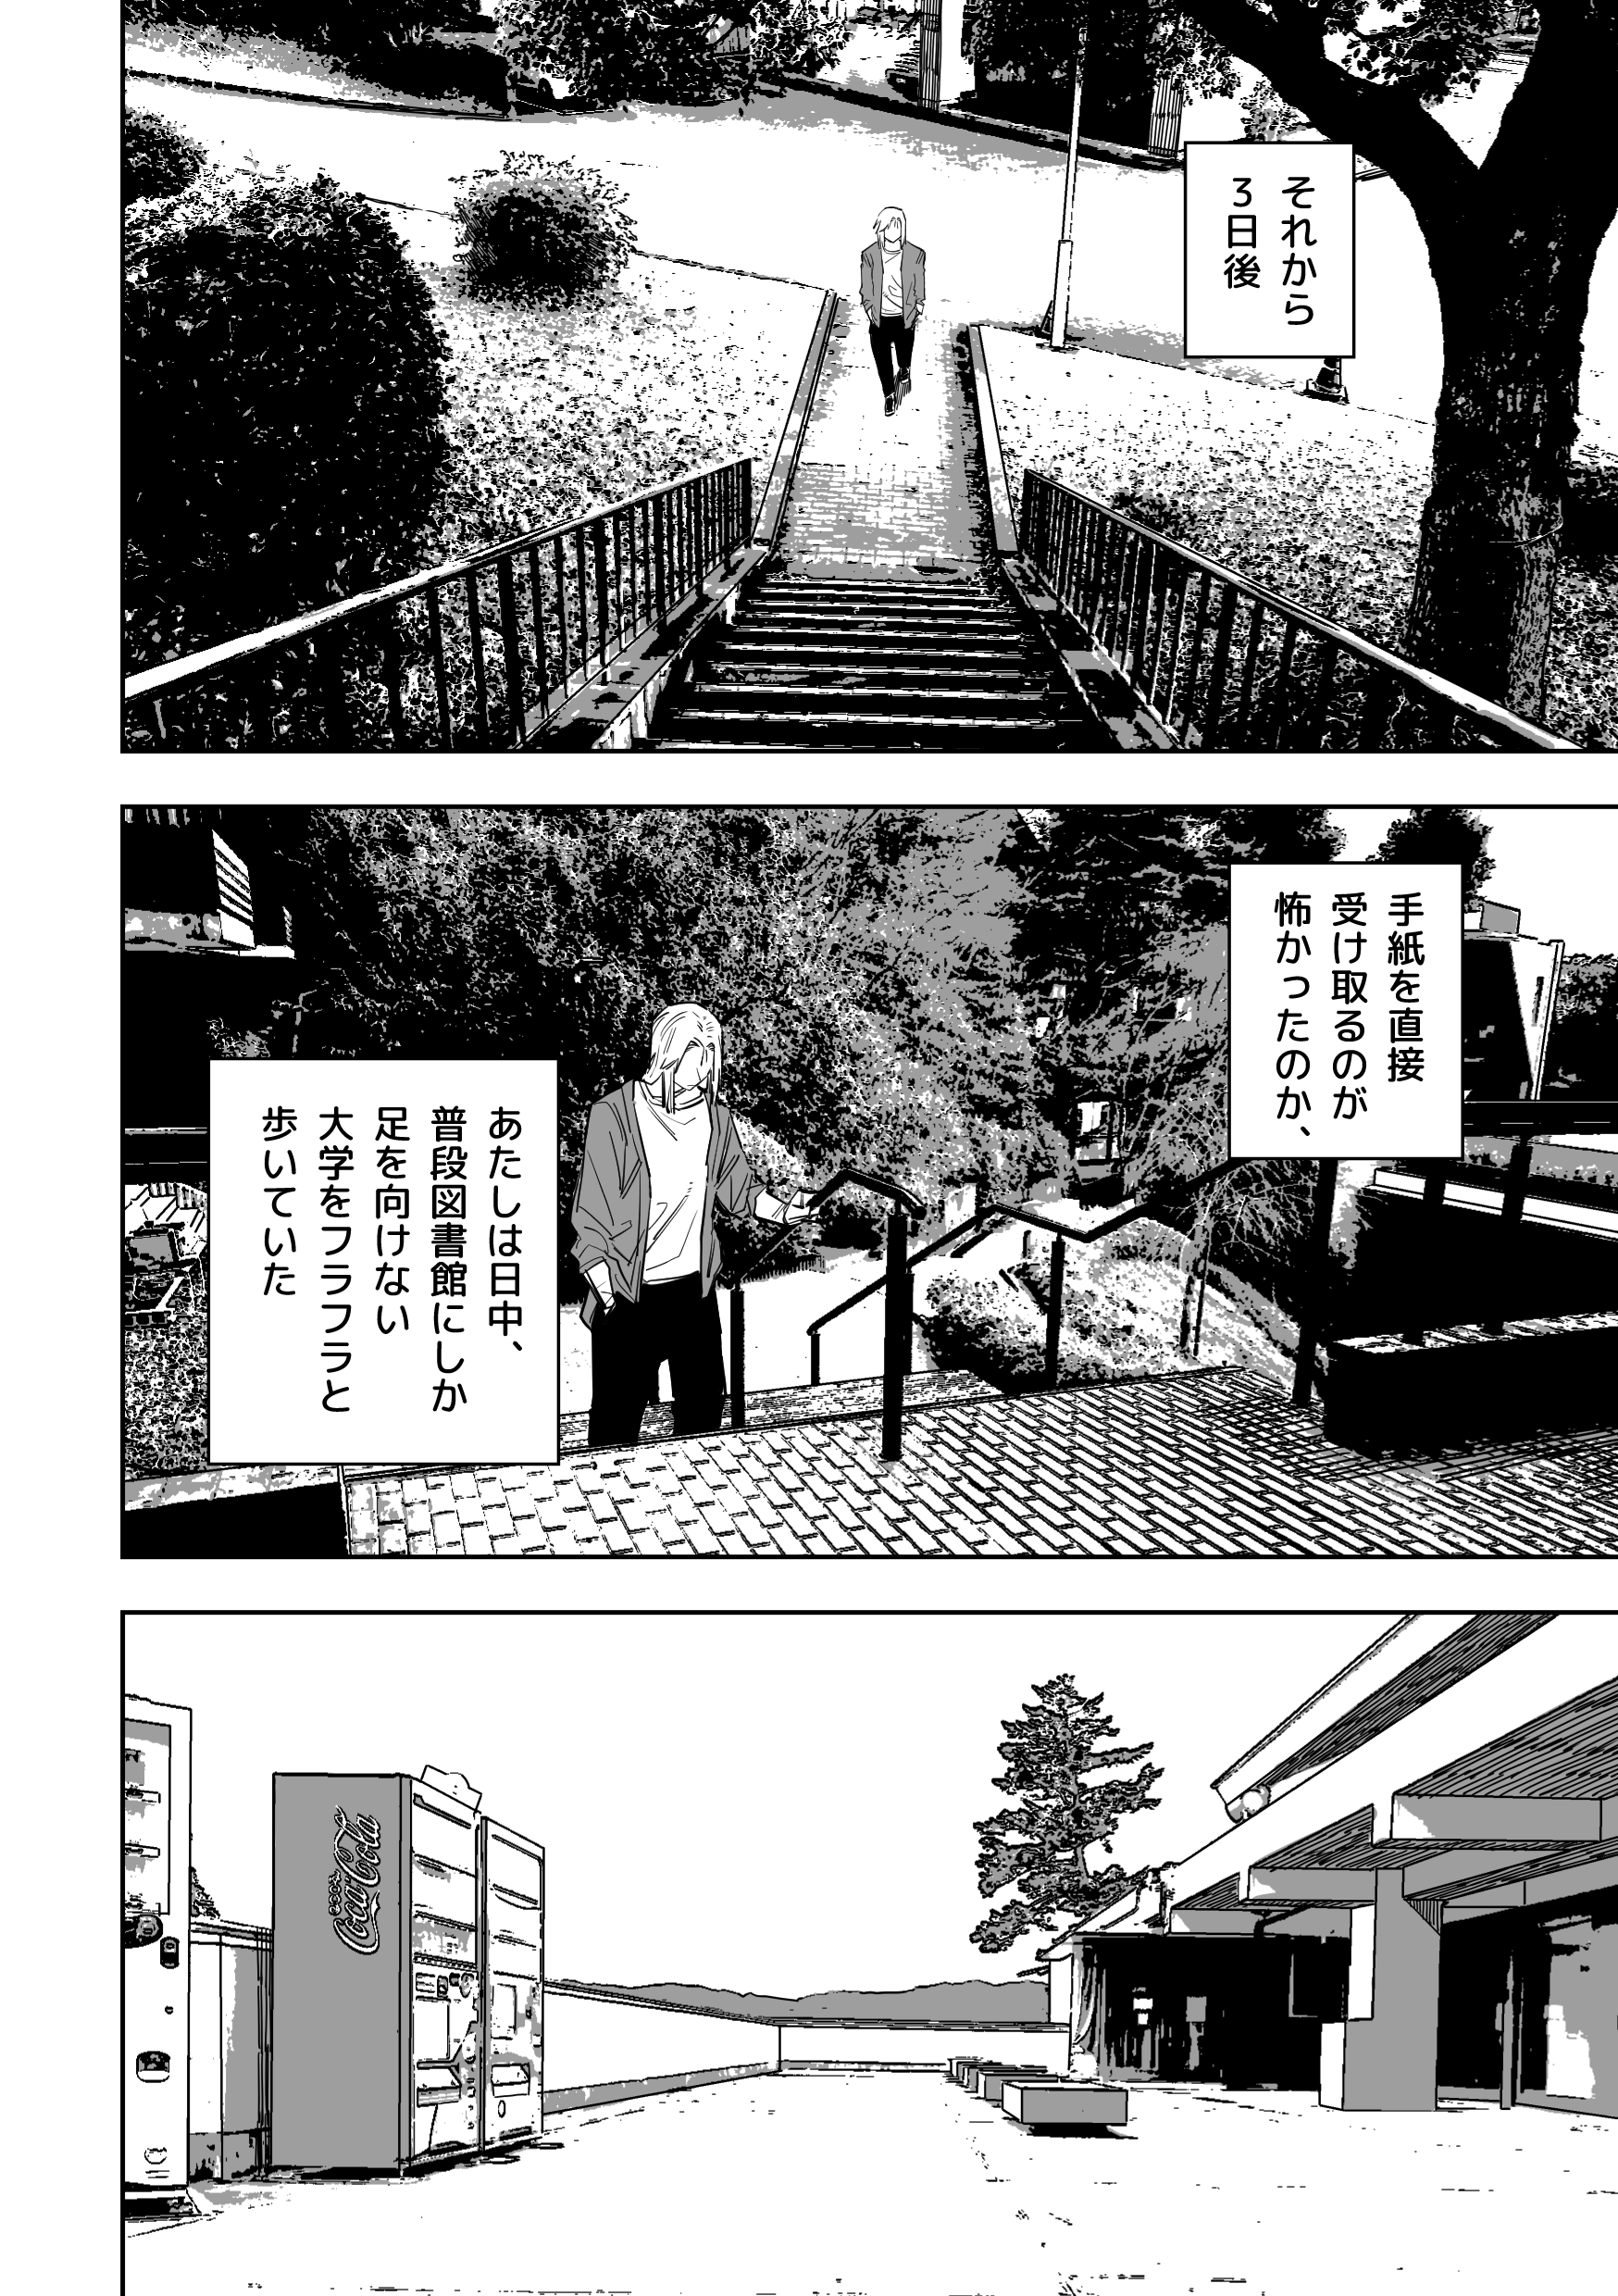 それから
3日後
手紙を直接
受け取るのが
怖かったのか、
あたしは日中、
普段図書館にしか
足を向けない
大学をフラフラと
歩いていた
Coca-Cola